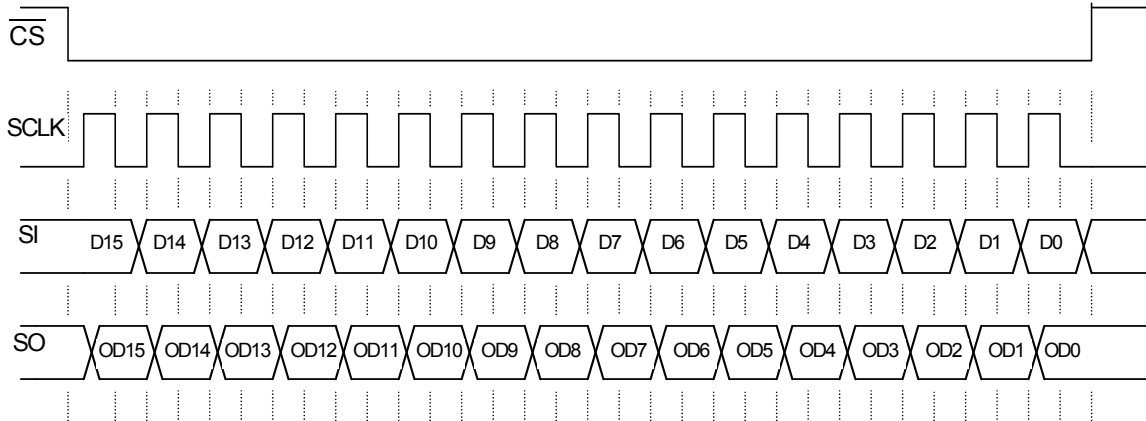 CS
SCLK
SI D15 D14 D13 D12 D11 D10 D9 D8 D7 D6 D5 D4 D3 D2 D1 D0
SO OD15 OD14 OD13 OD12 OD11 OD10 OD9 OD8 OD7 OD6 OD5 OD4 OD3 OD2 OD1 OD0